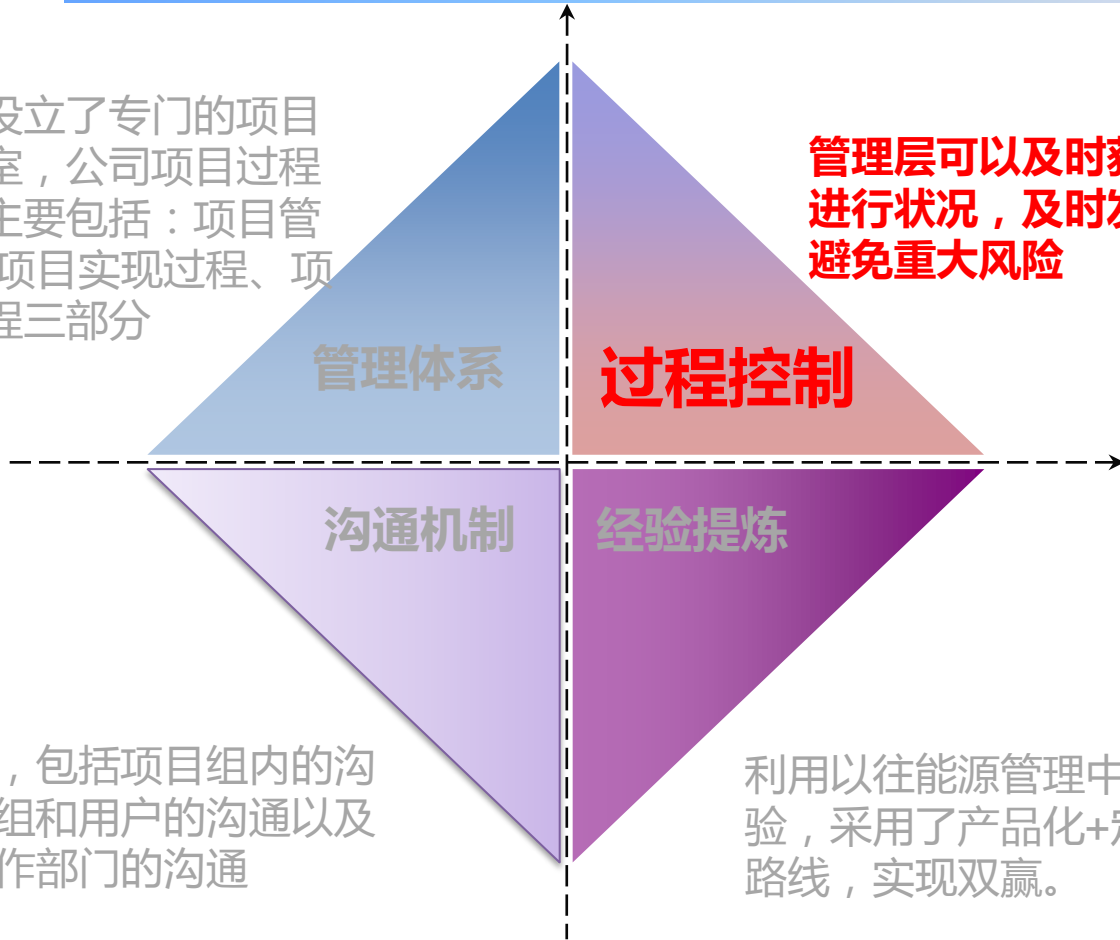 设立了专门的项目
室，公司项目过程
主要包括：项目管
项目实现过程、项
程三部分
管理层可以及时获
进行状况，及时发
避免重大风险
管理体系
过程控制
沟通机制
经验提炼
，包括项目组内的沟
组和用户的沟通以及
作部门的沟通
利用以往能源管理中
验，采用了产品化+定
路线，实现双赢。